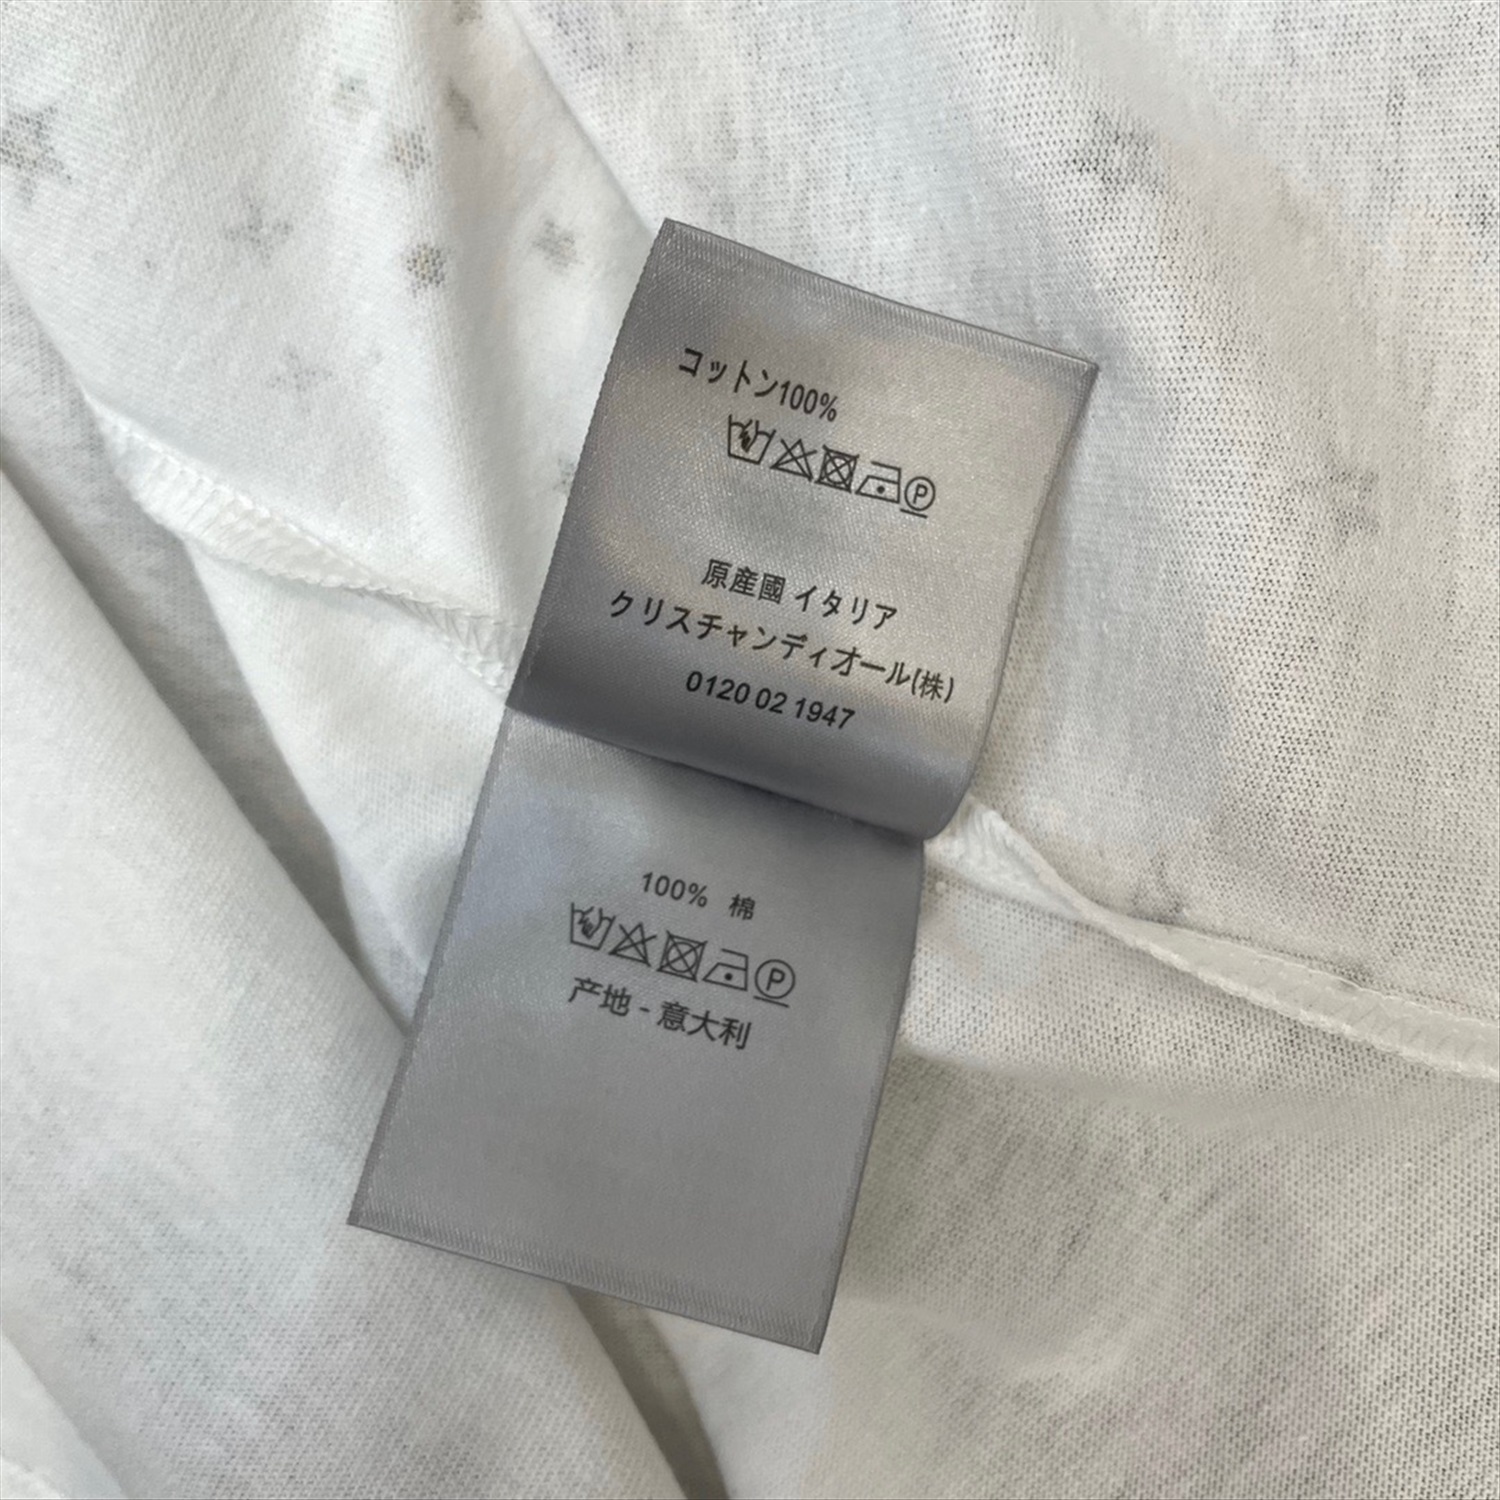 コットン100%
原産國 イタリア
クリスチャンディオール(株)
0120 02 1947
100% 棉
产地 - 意大利